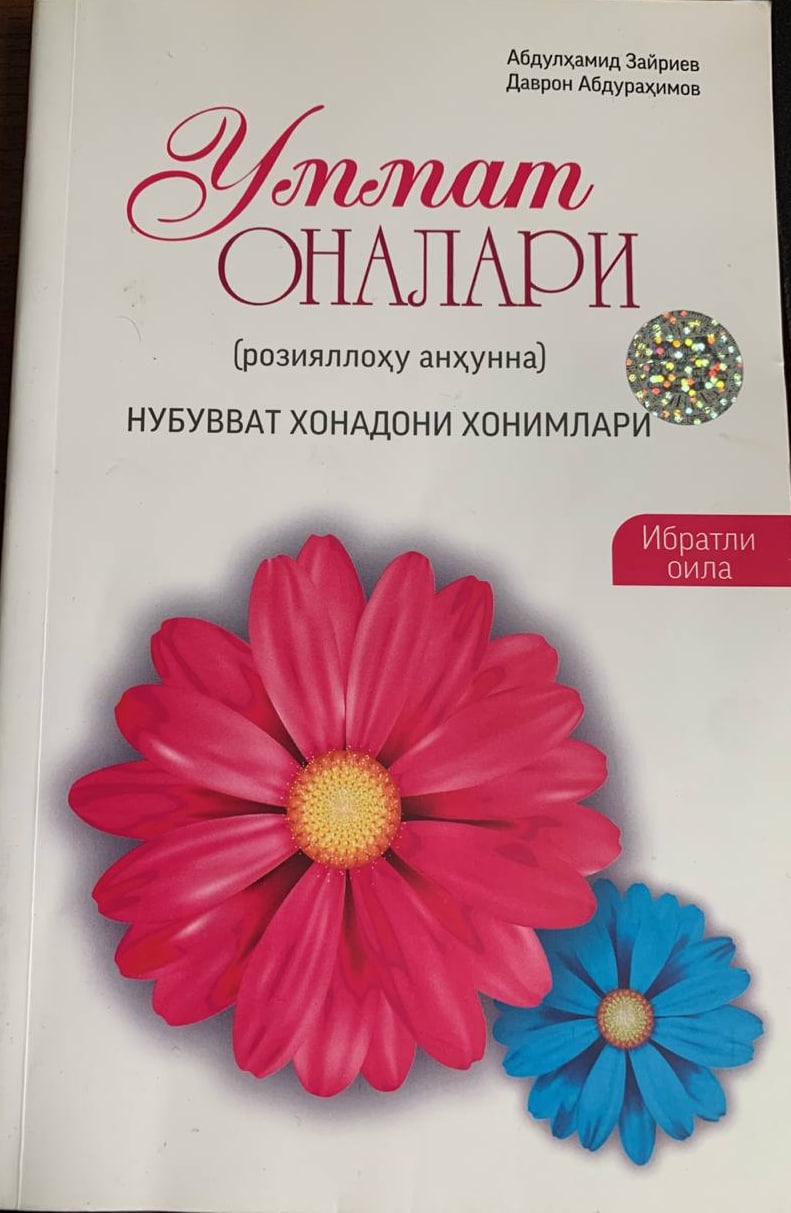 Абдулҳамид Зайриев
Даврон Абдураҳимов
Уммат
ОНАЛАРИ
(розияллоҳу анҳунна)
НУБУВВАТ ХОНАДОНИ ХОНИМЛАРИ
Ибратли
оила